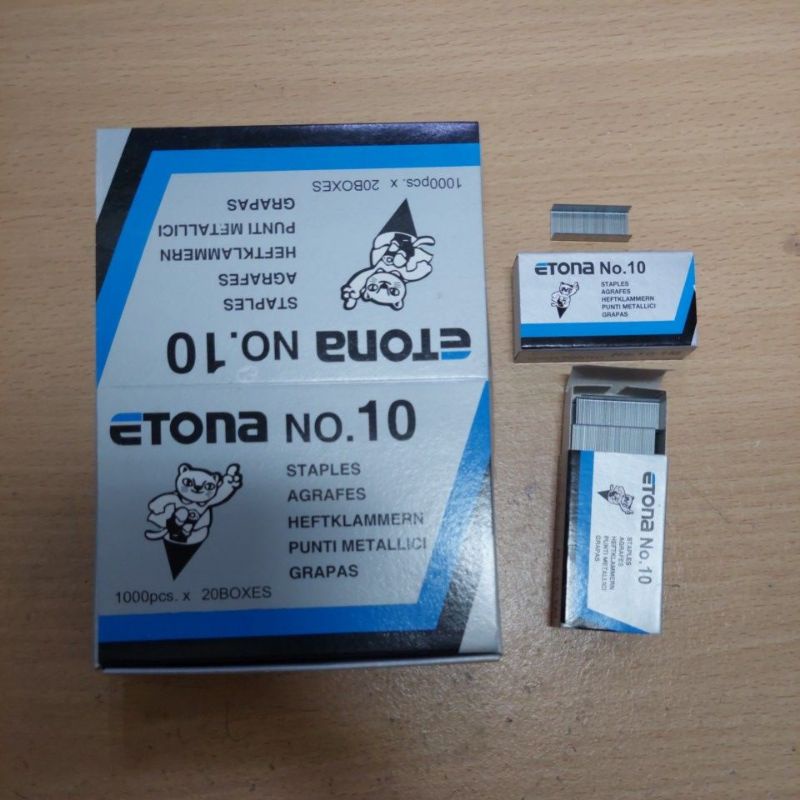 1000pcs. x 20BOXES
GRAPAS
PUNTI METALLICI
HEFTKLAMMERN
AGRAFES
STAPLES
ETONA NO.10
ETONA NO.10
STAPLES
AGRAFES
HEFTKLAMMERN
PUNTI METALLICI
GRAPAS
1000pcs. x 20BOXES
ETONA No.10
STAPLES
AGRAFES
HEFTKLAMMERN
PUNTI METALLICI
GRAPAS
ETONA No.10
STAPLES
AGRAFES
HEFTKLAMMERN
PUNTI METALLICI
GRAPAS